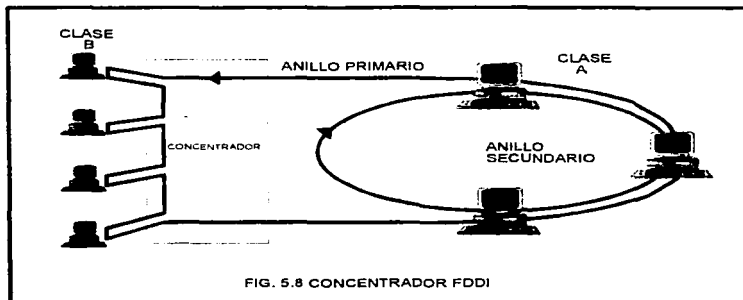 CLASE
B
ANILLO PRIMARIO
CLASE
A
CONCENTRADOR
ANILLO
SECUNDARIO
FIG. 5.8 CONCENTRADOR FDDI